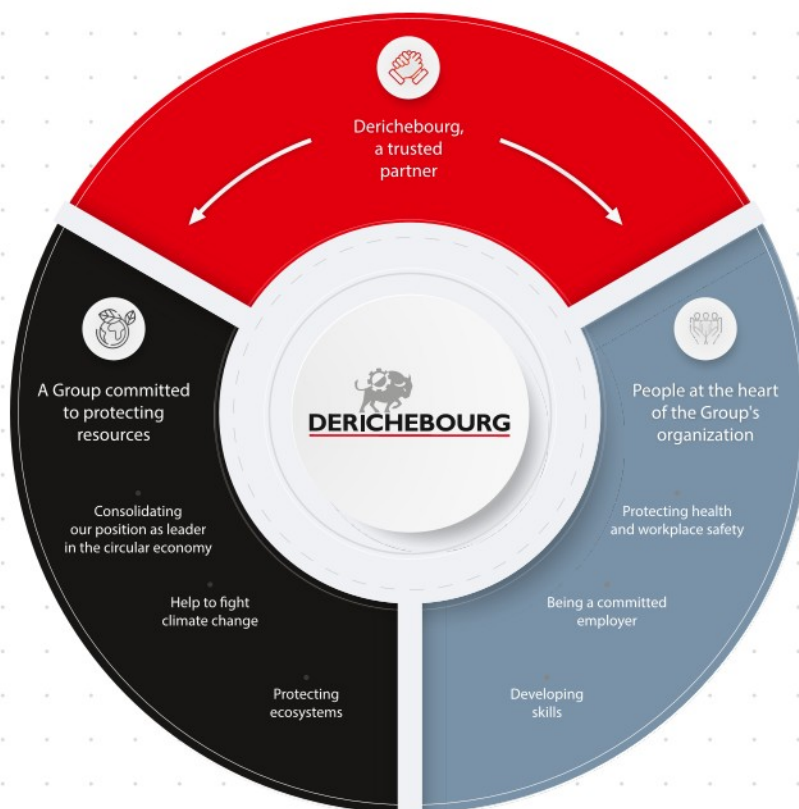 Derichebourg,
a trusted
partner
A Group committed
to protecting
resources
Consolidating
our position as leader
in the circular economy
Help to fight
climate change
Protecting
ecosystems
DERICHEBOURG
People at the heart
of the Group's
organization
Protecting health
and workplace safety
Being a committed
employer
Developing
skills